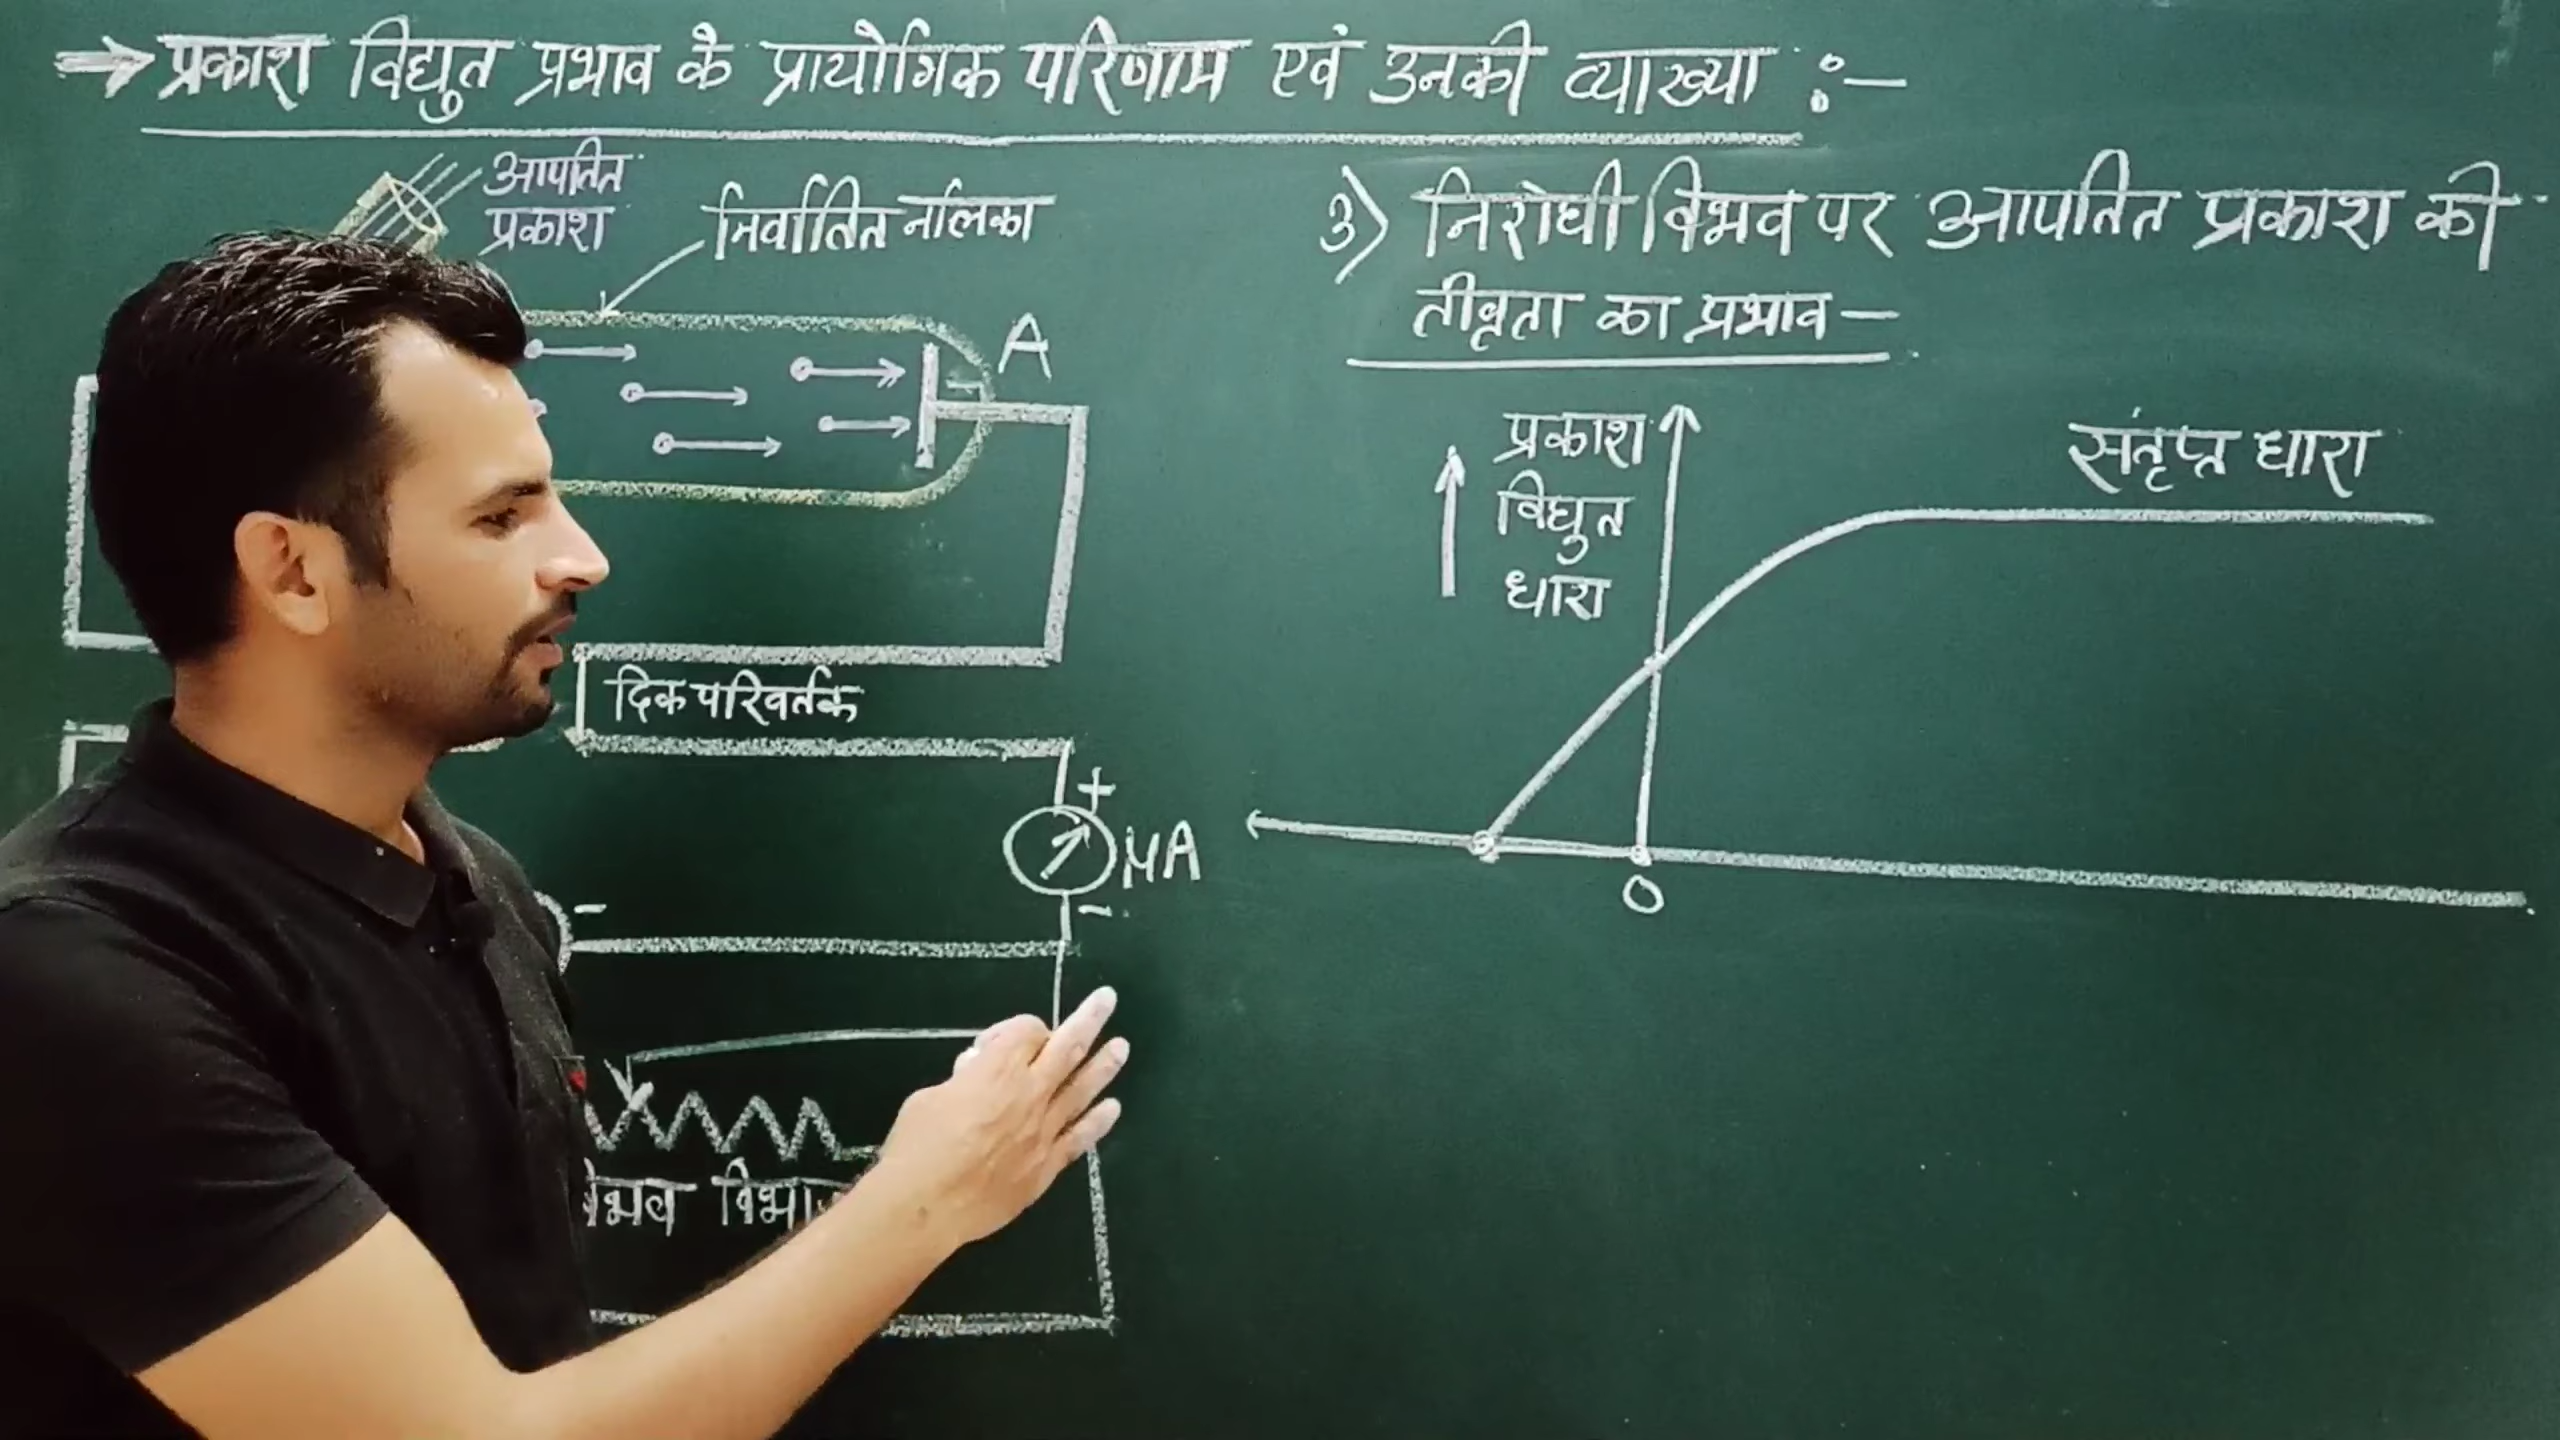 → प्रकाश विद्युत प्रभाव के प्रायोगिक परिणाम एवं उनकी व्याख्या :-
आपतित
प्रकाश
निर्वातित नलिका
A
दिक परिवर्तक
+
μA
-
-
विभव
3) निरोधी विभव पर आपतित प्रकाश की
तीव्रता का प्रभाव -
प्रकाश
विद्युत
धारा
संतृप्त धारा
O